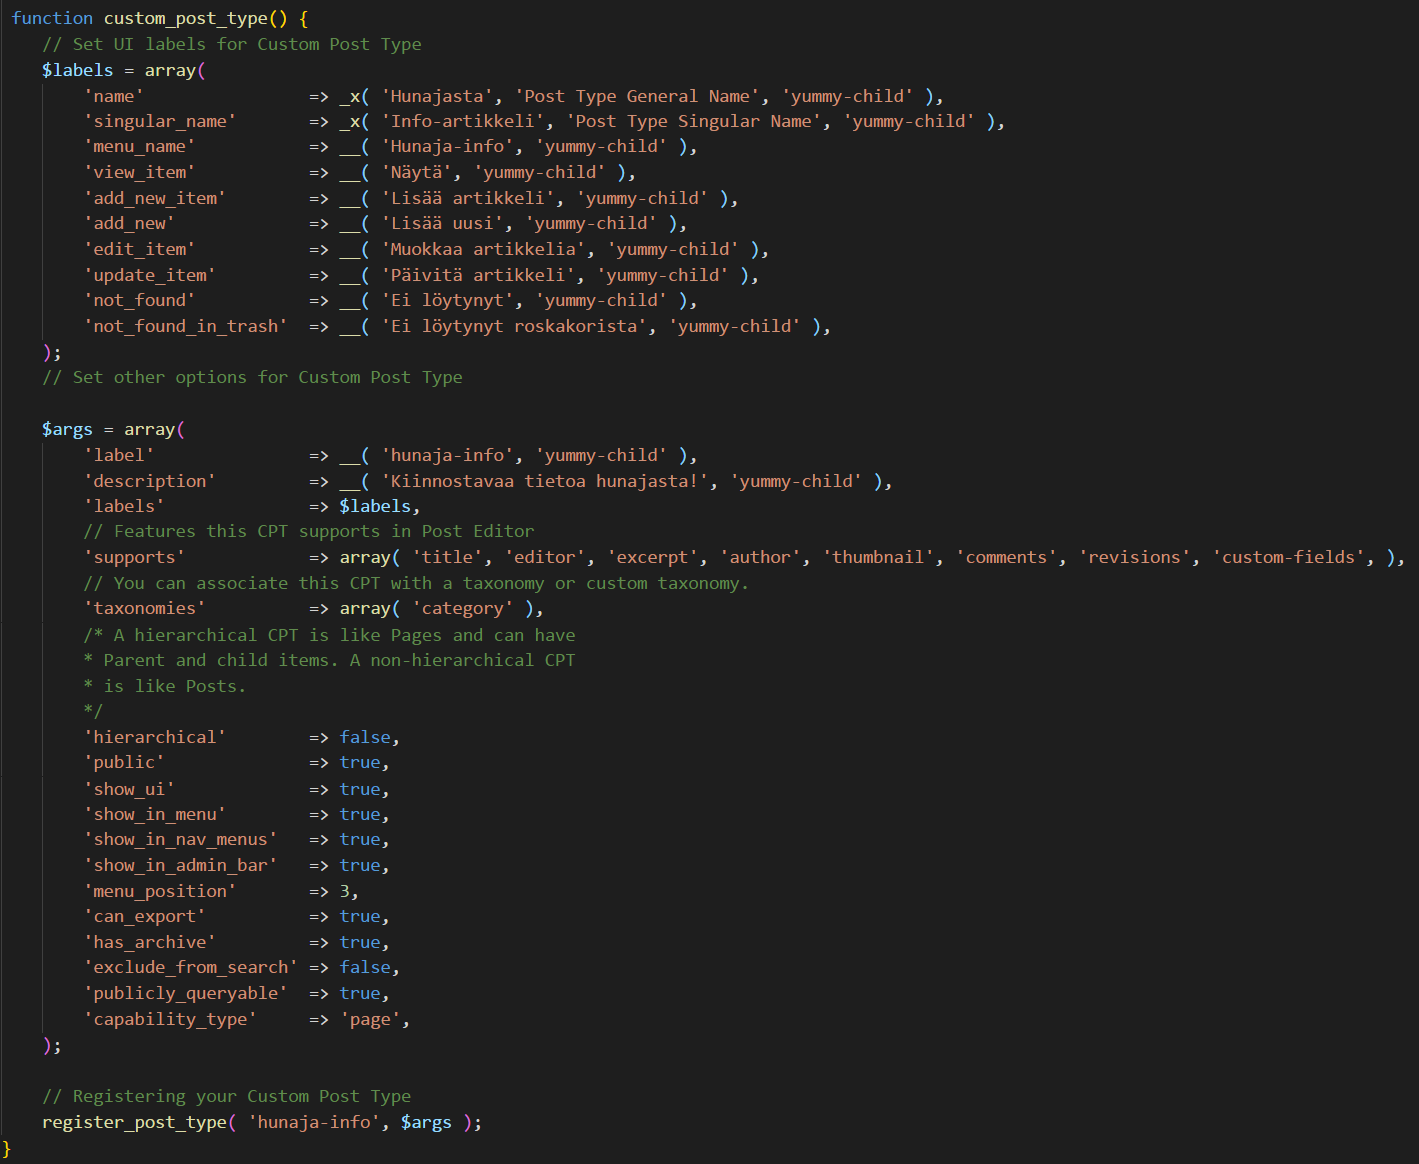 function custom_post_type() {
// Set UI labels for Custom Post Type
$labels = array(
'name' => _x( 'Hunajasta', 'Post Type General Name', 'yummy-child' ),
'singular_name' => _x( 'Info-artikkeli', 'Post Type Singular Name', 'yummy-child' ),
'menu_name' => __( 'Hunaja-info', 'yummy-child' ),
'view_item' => __( 'Näytä', 'yummy-child' ),
'add_new_item' => __( 'Lisää artikkeli', 'yummy-child' ),
'add_new' => __( 'Lisää uusi', 'yummy-child' ),
'edit_item' => __( 'Muokkaa artikkelia', 'yummy-child' ),
'update_item' => __( 'Päivitä artikkeli', 'yummy-child' ),
'not_found' => __( 'Ei löytynyt', 'yummy-child' ),
'not_found_in_trash' => __( 'Ei löytynyt roskakorista', 'yummy-child' ),
);
// Set other options for Custom Post Type
$args = array(
'label' => __( 'hunaja-info', 'yummy-child' ),
'description' => __( 'Kiinnostavaa tietoa hunajasta!', 'yummy-child' ),
'labels' => $labels,
// Features this CPT supports in Post Editor
'supports' => array( 'title', 'editor', 'excerpt', 'author', 'thumbnail', 'comments', 'revisions', 'custom-fields', ),
// You can associate this CPT with a taxonomy or custom taxonomy.
'taxonomies' => array( 'category' ),
/* A hierarchical CPT is like Pages and can have
* Parent and child items. A non-hierarchical CPT
* is like Posts.
*/
'hierarchical' => false,
'public' => true,
'show_ui' => true,
'show_in_menu' => true,
'show_in_nav_menus' => true,
'show_in_admin_bar' => true,
'menu_position' => 3,
'can_export' => true,
'has_archive' => true,
'exclude_from_search' => false,
'publicly_queryable' => true,
'capability_type' => 'page',
);
// Registering your Custom Post Type
register_post_type( 'hunaja-info', $args );
}